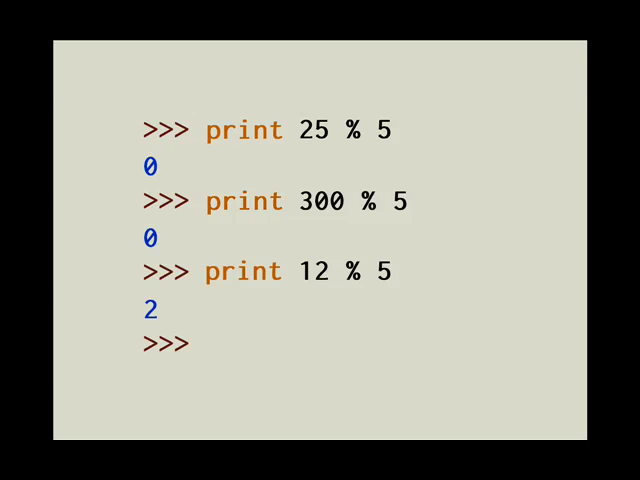 >>> print 25 % 5
0
>>> print 300 % 5
0
>>> print 12 % 5
2
>>>